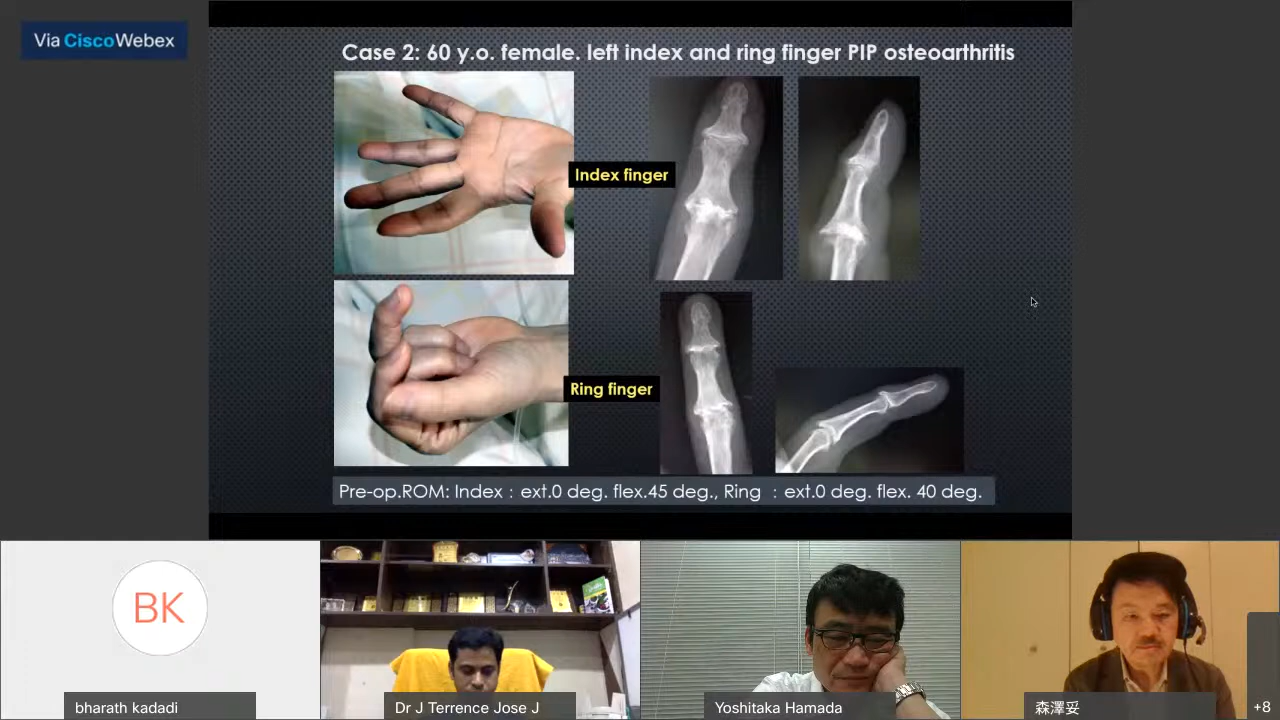 Via Cisco Webex
Case 2: 60 y.o. female. left index and ring finger PIP osteoarthritis
Index finger
Ring finger
Pre-op.ROM: Index : ext.0 deg. flex.45 deg., Ring : ext.0 deg. flex. 40 deg.
BK
bharath kadadi
Dr J Terrence Jose J
Yoshitaka Hamada
森澤妥
+8